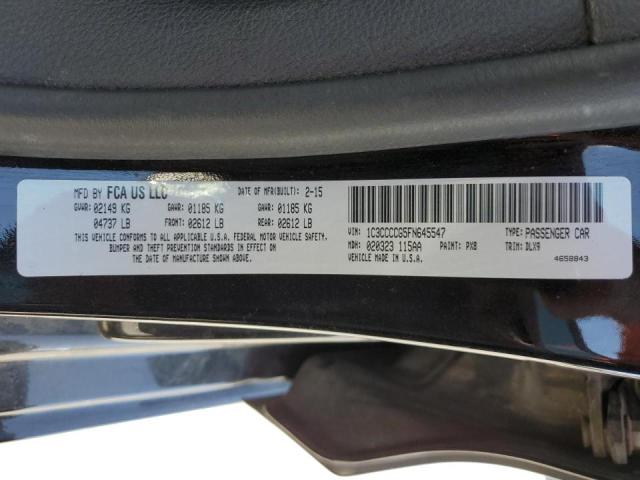 MFD BY FCA US LLC DATE OF MFR(BUILT): 2-15
GVWR: 02149 KG GAWR: 01185 KG GAWR: 01185 KG
04737 LB FRONT: 02612 LB REAR: 02612 LB
THIS VEHICLE CONFORMS TO ALL APPLICABLE U.S.A. FEDERAL MOTOR VEHICLE SAFETY,
BUMPER AND THEFT PREVENTION STANDARDS IN EFFECT ON
THE DATE OF MANUFACTURE SHOWN ABOVE.
VIN: 1C3CCCCG5FN645547 TYPE: PASSENGER CAR
MDH: 020323 115AA PAINT: PX8 TRIM: DLX9
VEHICLE MADE IN U.S.A. 4658843